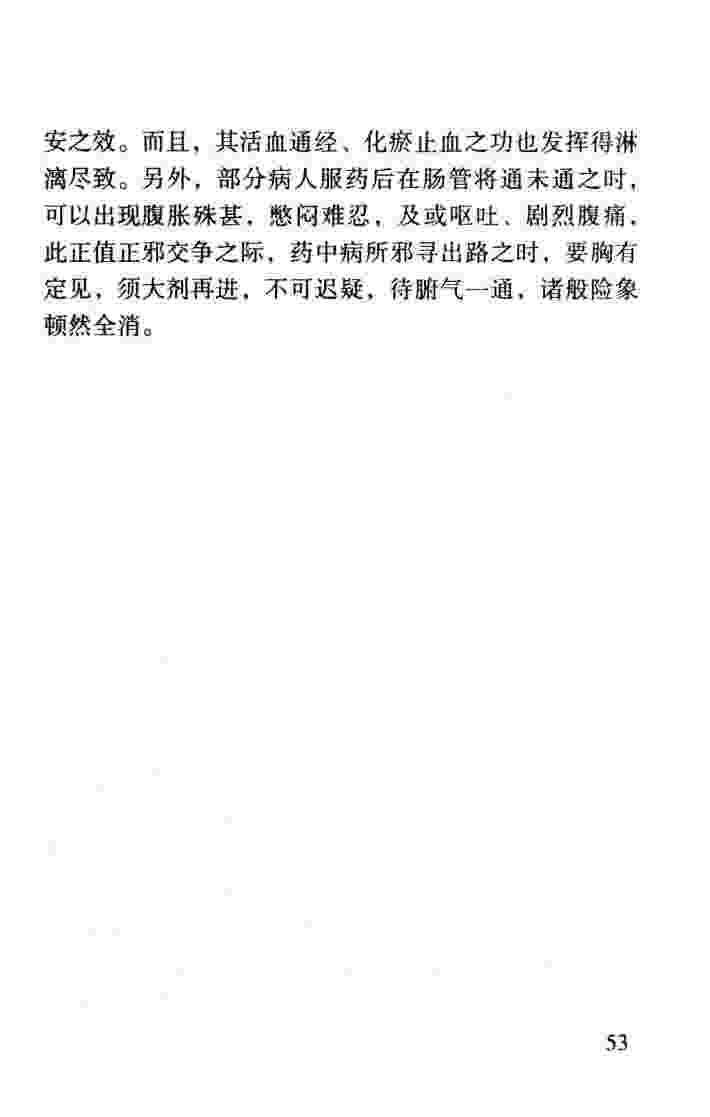 安之效。而且，其活血通经、化瘀止血之功也发挥得淋
漓尽致。另外，部分病人服药后在肠管将通未通之时，
可以出现腹胀殊甚，憋闷难忍，及或呕吐、剧烈腹痛，
此正值正邪交争之际，药中病所邪寻出路之时，要胸有
定见，须大剂再进，不可迟疑，待腑气一通，诸般险象
顿然全消。
53